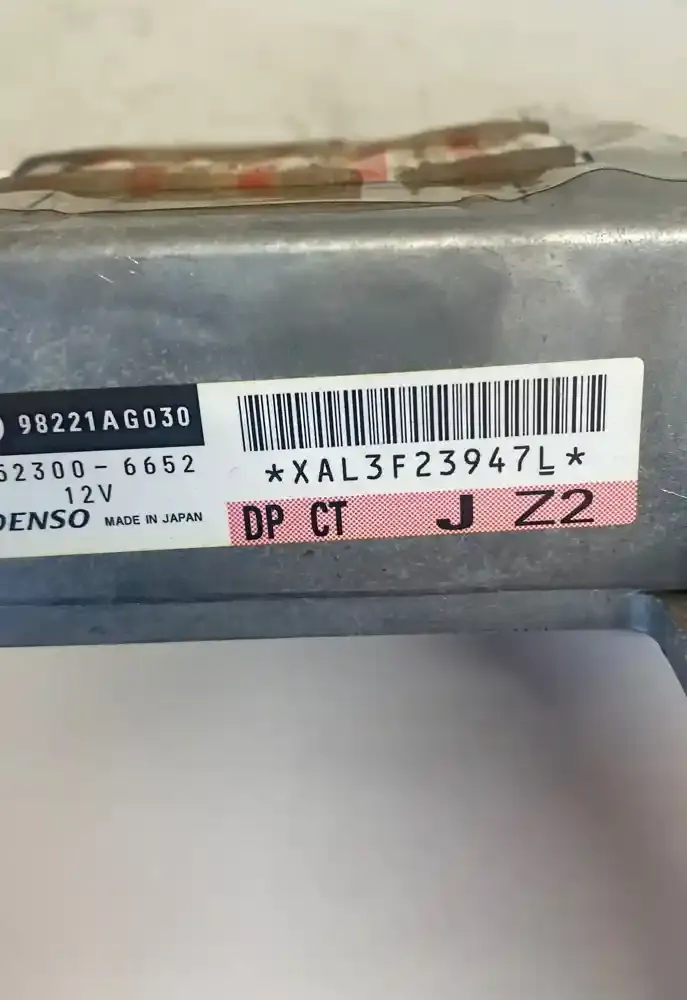 98221AG030
52300-6652
12V
DENSO MADE IN JAPAN
*XAL3F23947L*
DP CT J Z2